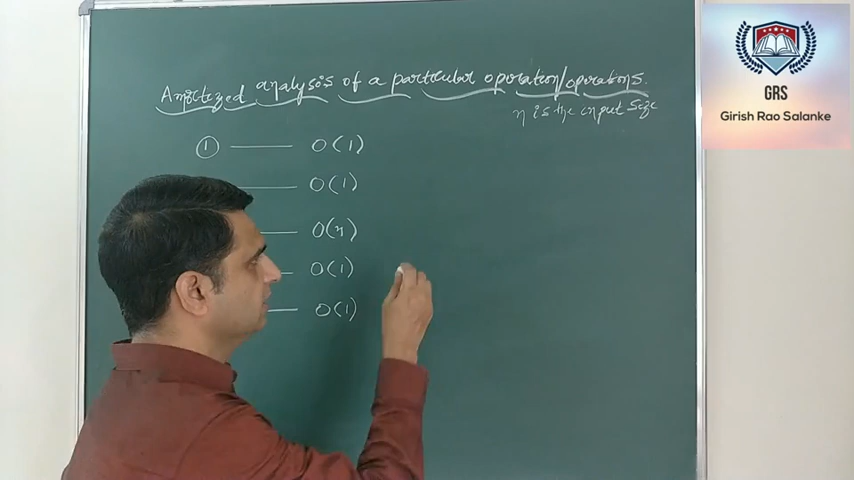 Amortized analysis of a particular operation/operations.
n is the input size
① —— O(1)
—— O(1)
—— O(n)
— O(1)
— O(1)
GRS
Girish Rao Salanke